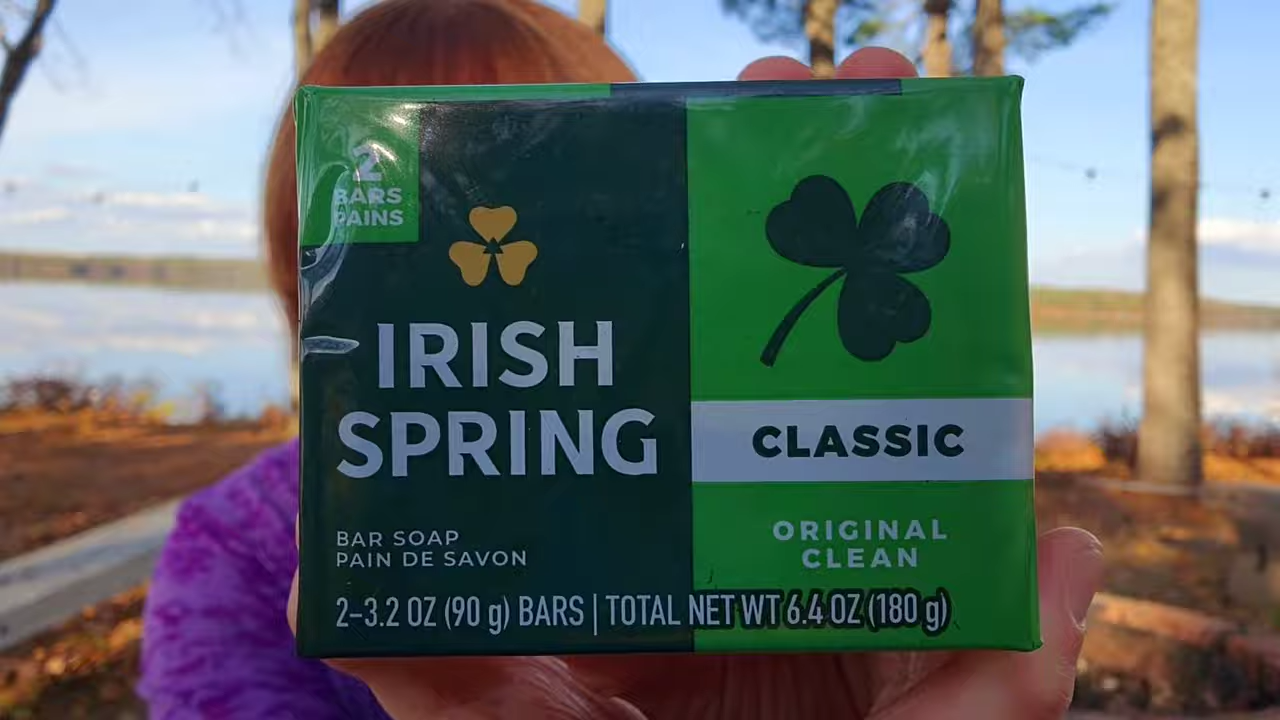 2
BARS
PAINS
IRISH
SPRING
BAR SOAP
PAIN DE SAVON
CLASSIC
ORIGINAL
CLEAN
2–3.2 OZ (90 g) BARS | TOTAL NET WT 6.4 OZ (180 g)